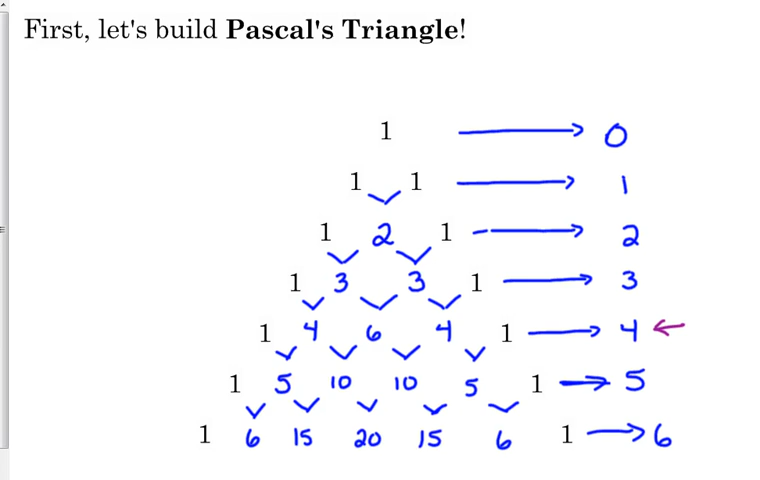 First, let's build Pascal's Triangle!
1 → 0
1 1 → 1
1 2 1 → 2
1 3 3 1 → 3
1 4 6 4 1 → 4 ←
1 5 10 10 5 1 → 5
1 6 15 20 15 6 1 → 6